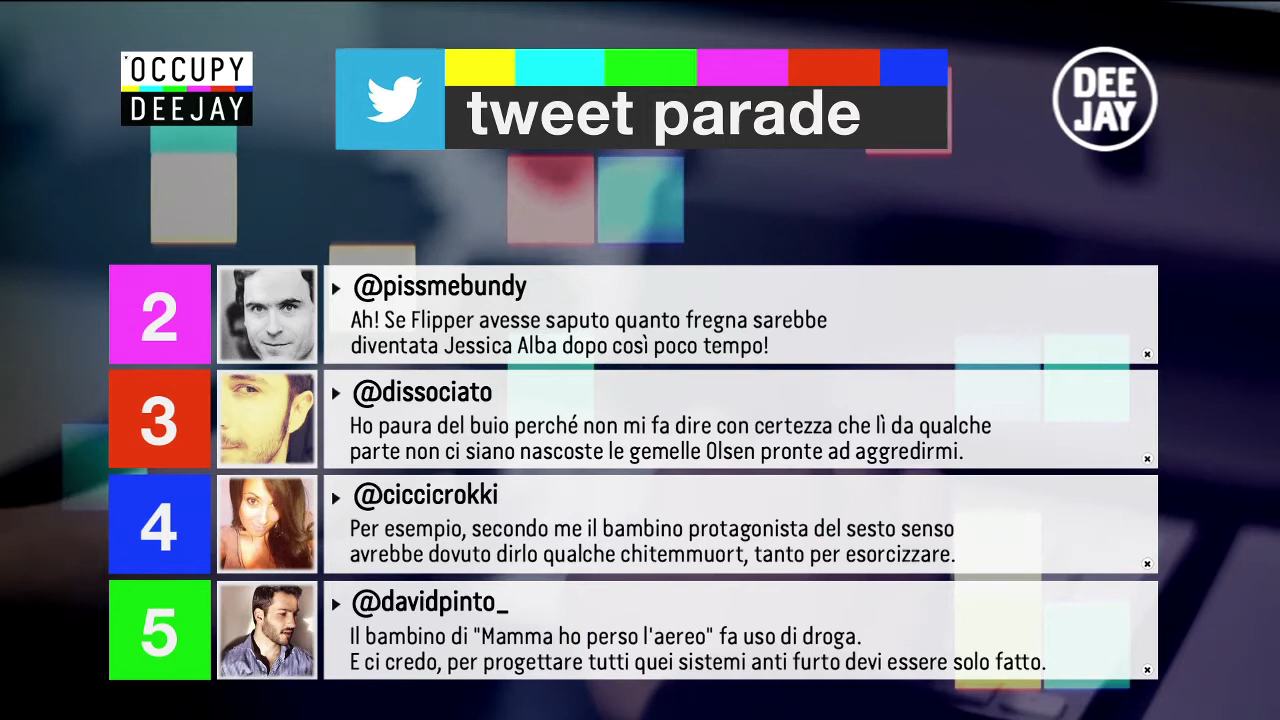 OCCUPY
DEEJAY
tweet parade
DEE
JAY
2
@pissmebundy
Ah! Se Flipper avesse saputo quanto fregna sarebbe
diventata Jessica Alba dopo così poco tempo!
3
@dissociato
Ho paura del buio perché non mi fa dire con certezza che lì da qualche
parte non ci siano nascoste le gemelle Olsen pronte ad aggredirmi.
4
@ciccicrokki
Per esempio, secondo me il bambino protagonista del sesto senso
avrebbe dovuto dirlo qualche chitemmuort, tanto per esorcizzare.
5
@davidpinto_
Il bambino di "Mamma ho perso l'aereo" fa uso di droga.
E ci credo, per progettare tutti quei sistemi anti furto devi essere solo fatto.